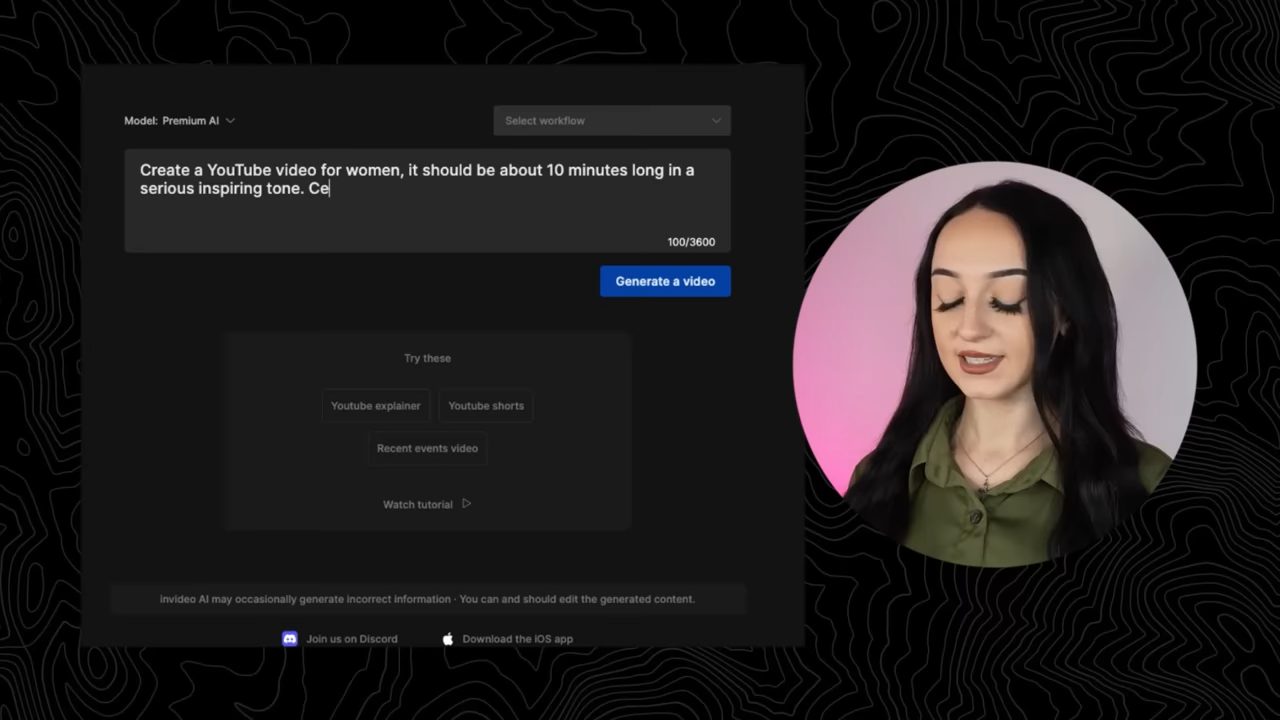 Model: Premium AI
Select workflow
Create a YouTube video for women, it should be about 10 minutes long in a
serious inspiring tone. Ce
100/3600
Generate a video
Try these
Youtube explainer
Youtube shorts
Recent events video
Watch tutorial
invideo AI may occasionally generate incorrect information · You can and should edit the generated content.
Join us on Discord
Download the iOS app